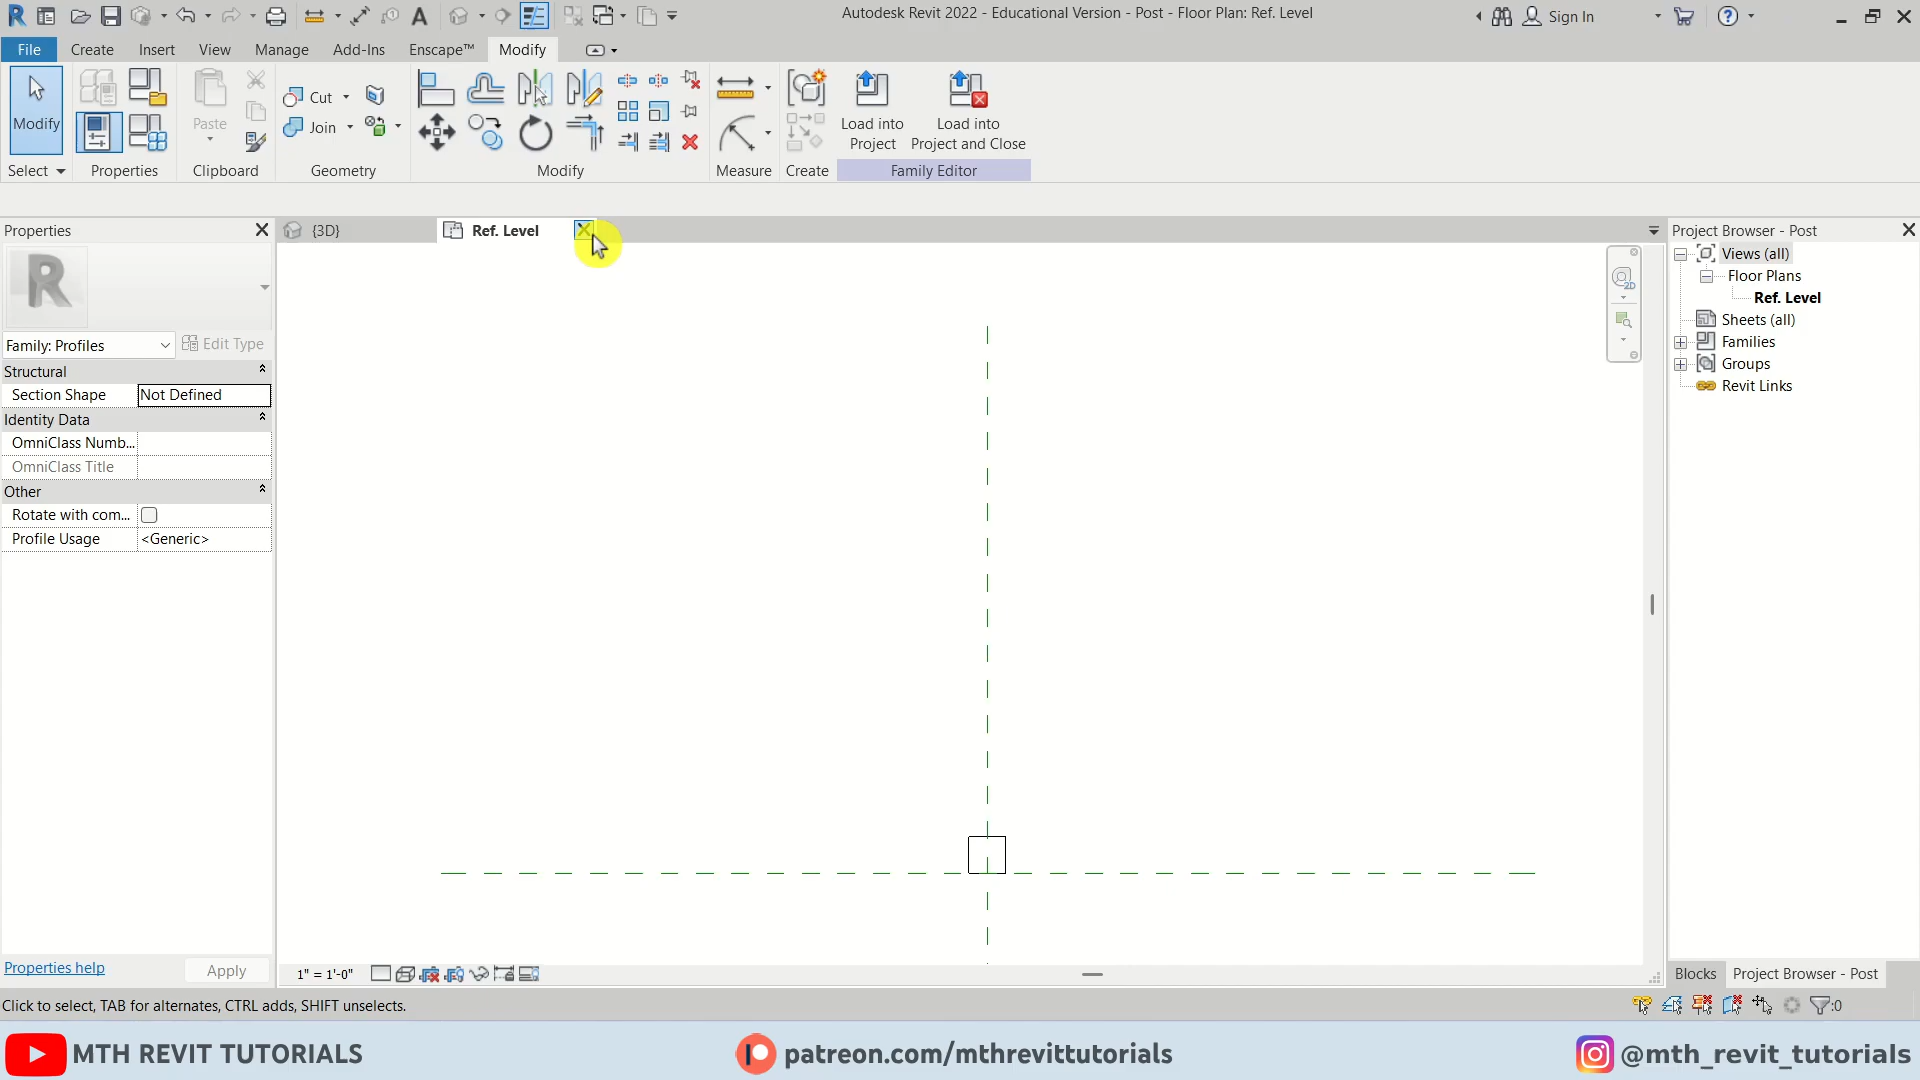 Autodesk Revit 2022 - Educational Version - Post - Floor Plan: Ref. Level
Sign In
File Create Insert View Manage Add-Ins Enscape™ Modify
Modify
Paste
Cut
Join
Load into Project
Load into Project and Close
Select Properties Clipboard Geometry Modify Measure Create Family Editor
Properties
{3D}
Ref. Level
Project Browser - Post
Views (all)
Floor Plans
Ref. Level
Sheets (all)
Families
Groups
Revit Links
2D
Family: Profiles
Edit Type
Structural
Section Shape Not Defined
Identity Data
OmniClass Numb...
OmniClass Title
Other
Rotate with com...
Profile Usage <Generic>
Properties help
Apply
1" = 1'-0"
Blocks
Project Browser - Post
Click to select, TAB for alternates, CTRL adds, SHIFT unselects.
:0
MTH REVIT TUTORIALS
patreon.com/mthrevittutorials
@mth_revit_tutorials